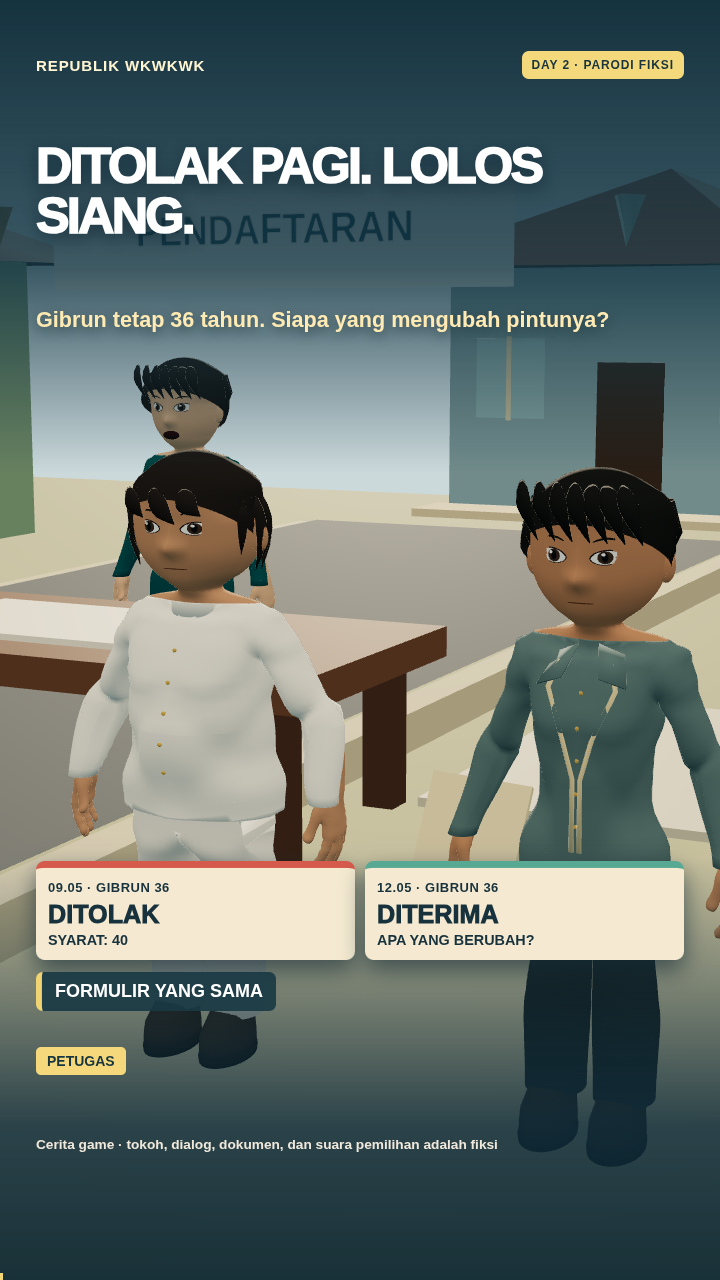 REPUBLIK WKWKWK
DAY 2 · PARODI FIKSI
DITOLAK PAGI. LOLOS
SIANG.
PENDAFTARAN
Gibrun tetap 36 tahun. Siapa yang mengubah pintunya?
09.05 · GIBRUN 36
DITOLAK
SYARAT: 40
12.05 · GIBRUN 36
DITERIMA
APA YANG BERUBAH?
FORMULIR YANG SAMA
PETUGAS
Cerita game · tokoh, dialog, dokumen, dan suara pemilihan adalah fiksi